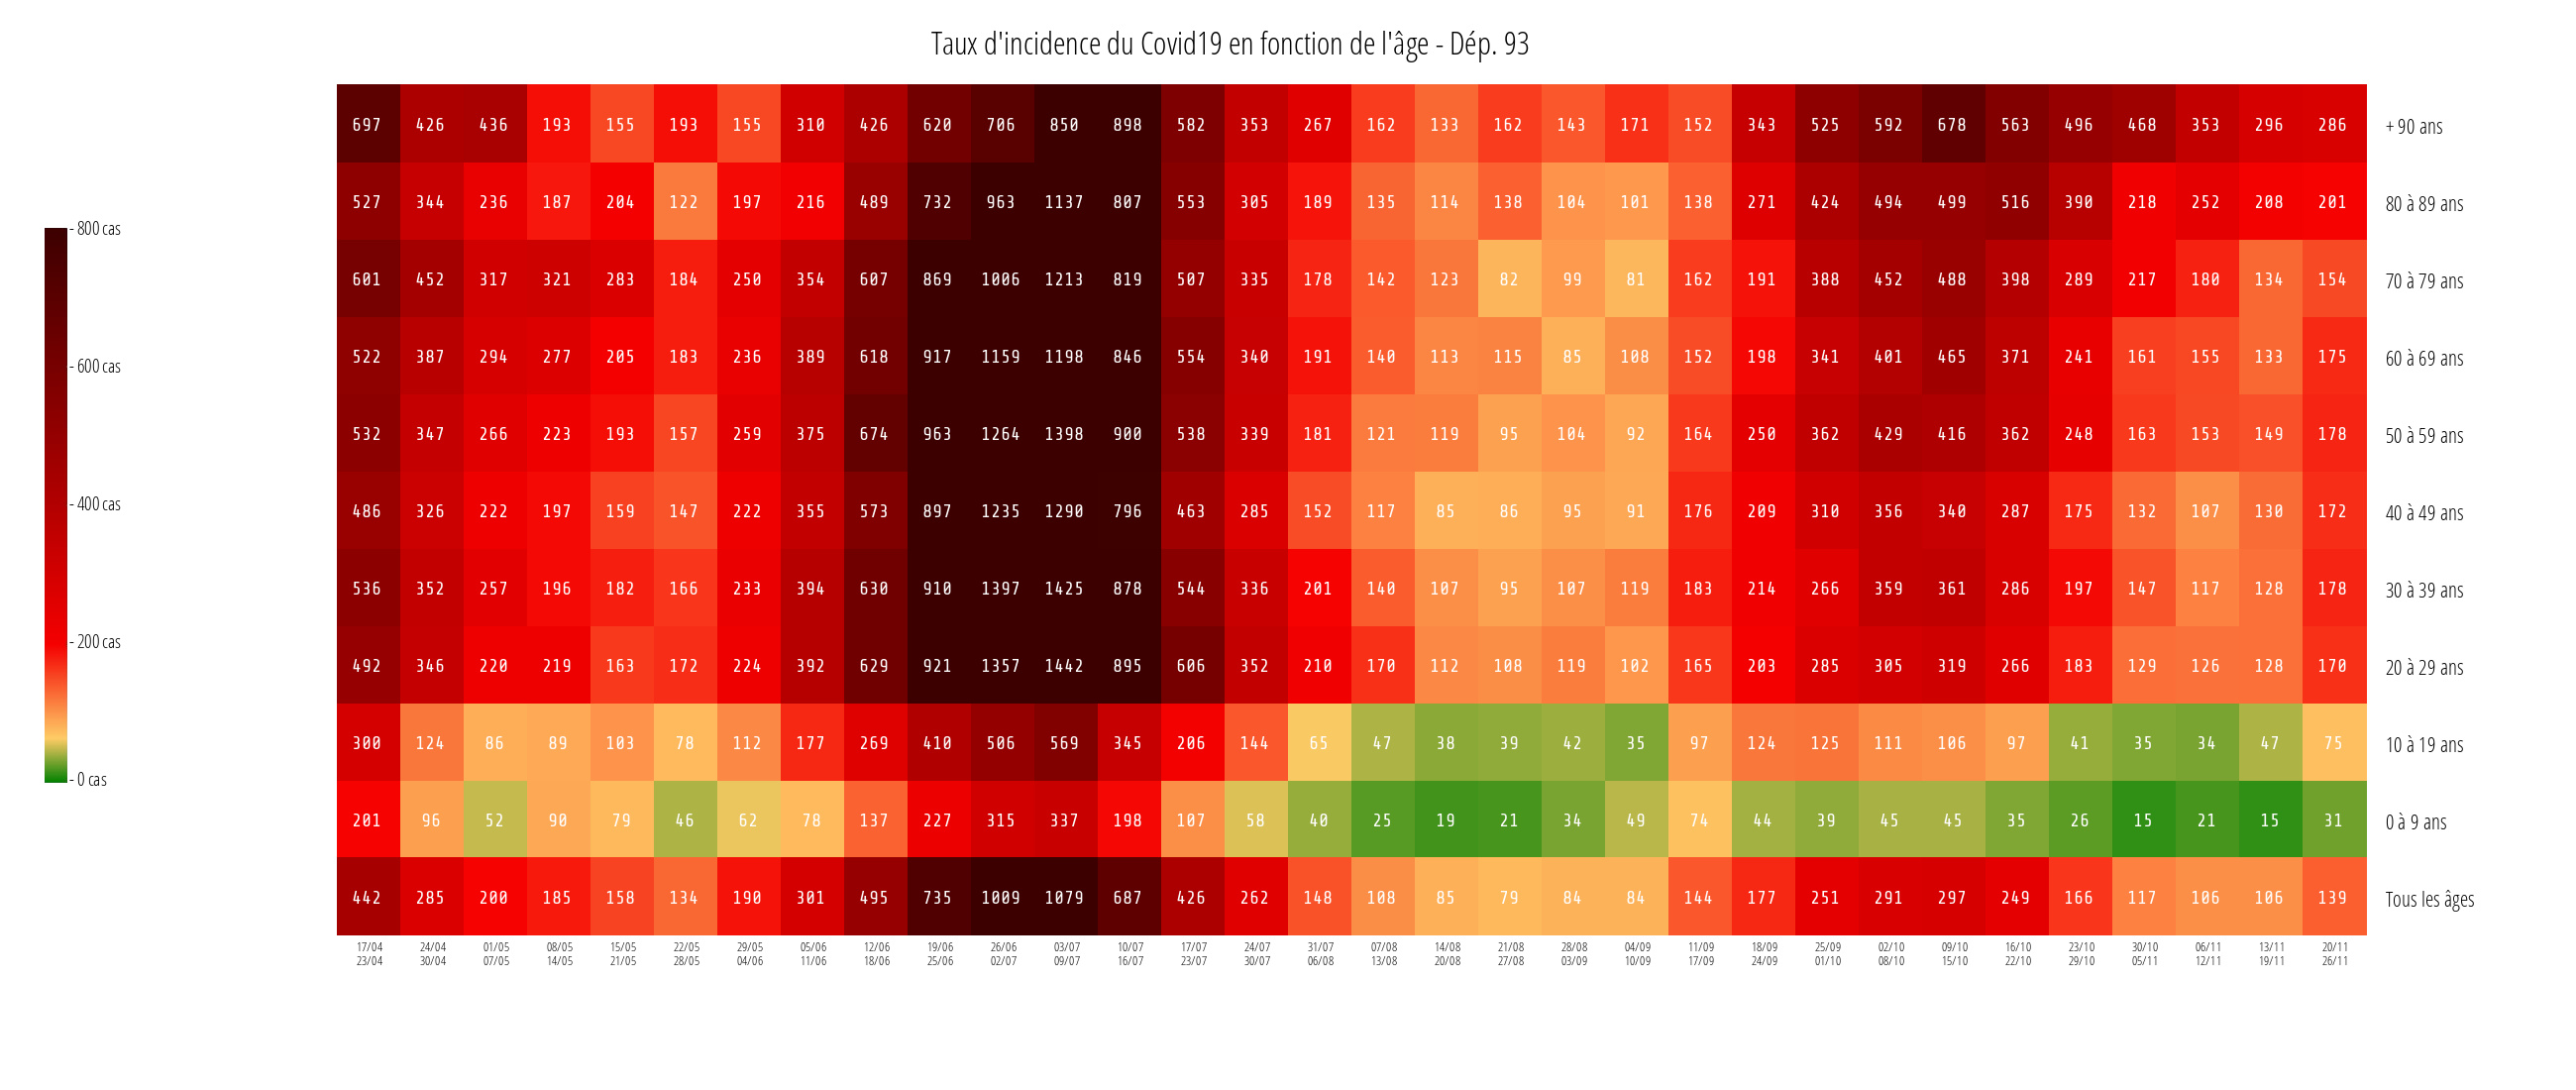 Taux d'incidence du Covid19 en fonction de l'âge - Dép. 93
697 426 436 193 155 193 155 310 426 620 706 850 898 582 353 267 162 133 162 143 171 152 343 525 592 678 563 496 468 353 296 286 + 90 ans
527 344 236 187 204 122 197 216 489 732 963 1137 807 553 305 189 135 114 138 104 101 138 271 424 494 499 516 390 218 252 208 201 80 à 89 ans
- 800 cas
601 452 317 321 283 184 250 354 607 869 1006 1213 819 507 335 178 142 123 82 99 81 162 191 388 452 488 398 289 217 180 134 154 70 à 79 ans
522 387 294 277 205 183 236 389 618 917 1159 1198 846 554 340 191 140 113 115 85 108 152 198 341 401 465 371 241 161 155 133 175 60 à 69 ans
- 600 cas
532 347 266 223 193 157 259 375 674 963 1264 1398 900 538 339 181 121 119 95 104 92 164 250 362 429 416 362 248 163 153 149 178 50 à 59 ans
- 400 cas
486 326 222 197 159 147 222 355 573 897 1235 1290 796 463 285 152 117 85 86 95 91 176 209 310 356 340 287 175 132 107 130 172 40 à 49 ans
536 352 257 196 182 166 233 394 630 910 1397 1425 878 544 336 201 140 107 95 107 119 183 214 266 359 361 286 197 147 117 128 178 30 à 39 ans
- 200 cas
492 346 220 219 163 172 224 392 629 921 1357 1442 895 606 352 210 170 112 108 119 102 165 203 285 305 319 266 183 129 126 128 170 20 à 29 ans
300 124 86 89 103 78 112 177 269 410 506 569 345 206 144 65 47 38 39 42 35 97 124 125 111 106 97 41 35 34 47 75 10 à 19 ans
- 0 cas
201 96 52 90 79 46 62 78 137 227 315 337 198 107 58 40 25 19 21 34 49 74 44 39 45 45 35 26 15 21 15 31 0 à 9 ans
442 285 200 185 158 134 190 301 495 735 1009 1079 687 426 262 148 108 85 79 84 84 144 177 251 291 297 249 166 117 106 106 139 Tous les âges
17/04 24/04 01/05 08/05 15/05 22/05 29/05 05/06 12/06 19/06 26/06 03/07 10/07 17/07 24/07 31/07 07/08 14/08 21/08 28/08 04/09 11/09 18/09 25/09 02/10 09/10 16/10 23/10 30/10 06/11 13/11 20/11
23/04 30/04 07/05 14/05 21/05 28/05 04/06 11/06 18/06 25/06 02/07 09/07 16/07 23/07 30/07 06/08 13/08 20/08 27/08 03/09 10/09 17/09 24/09 01/10 08/10 15/10 22/10 29/10 05/11 12/11 19/11 26/11